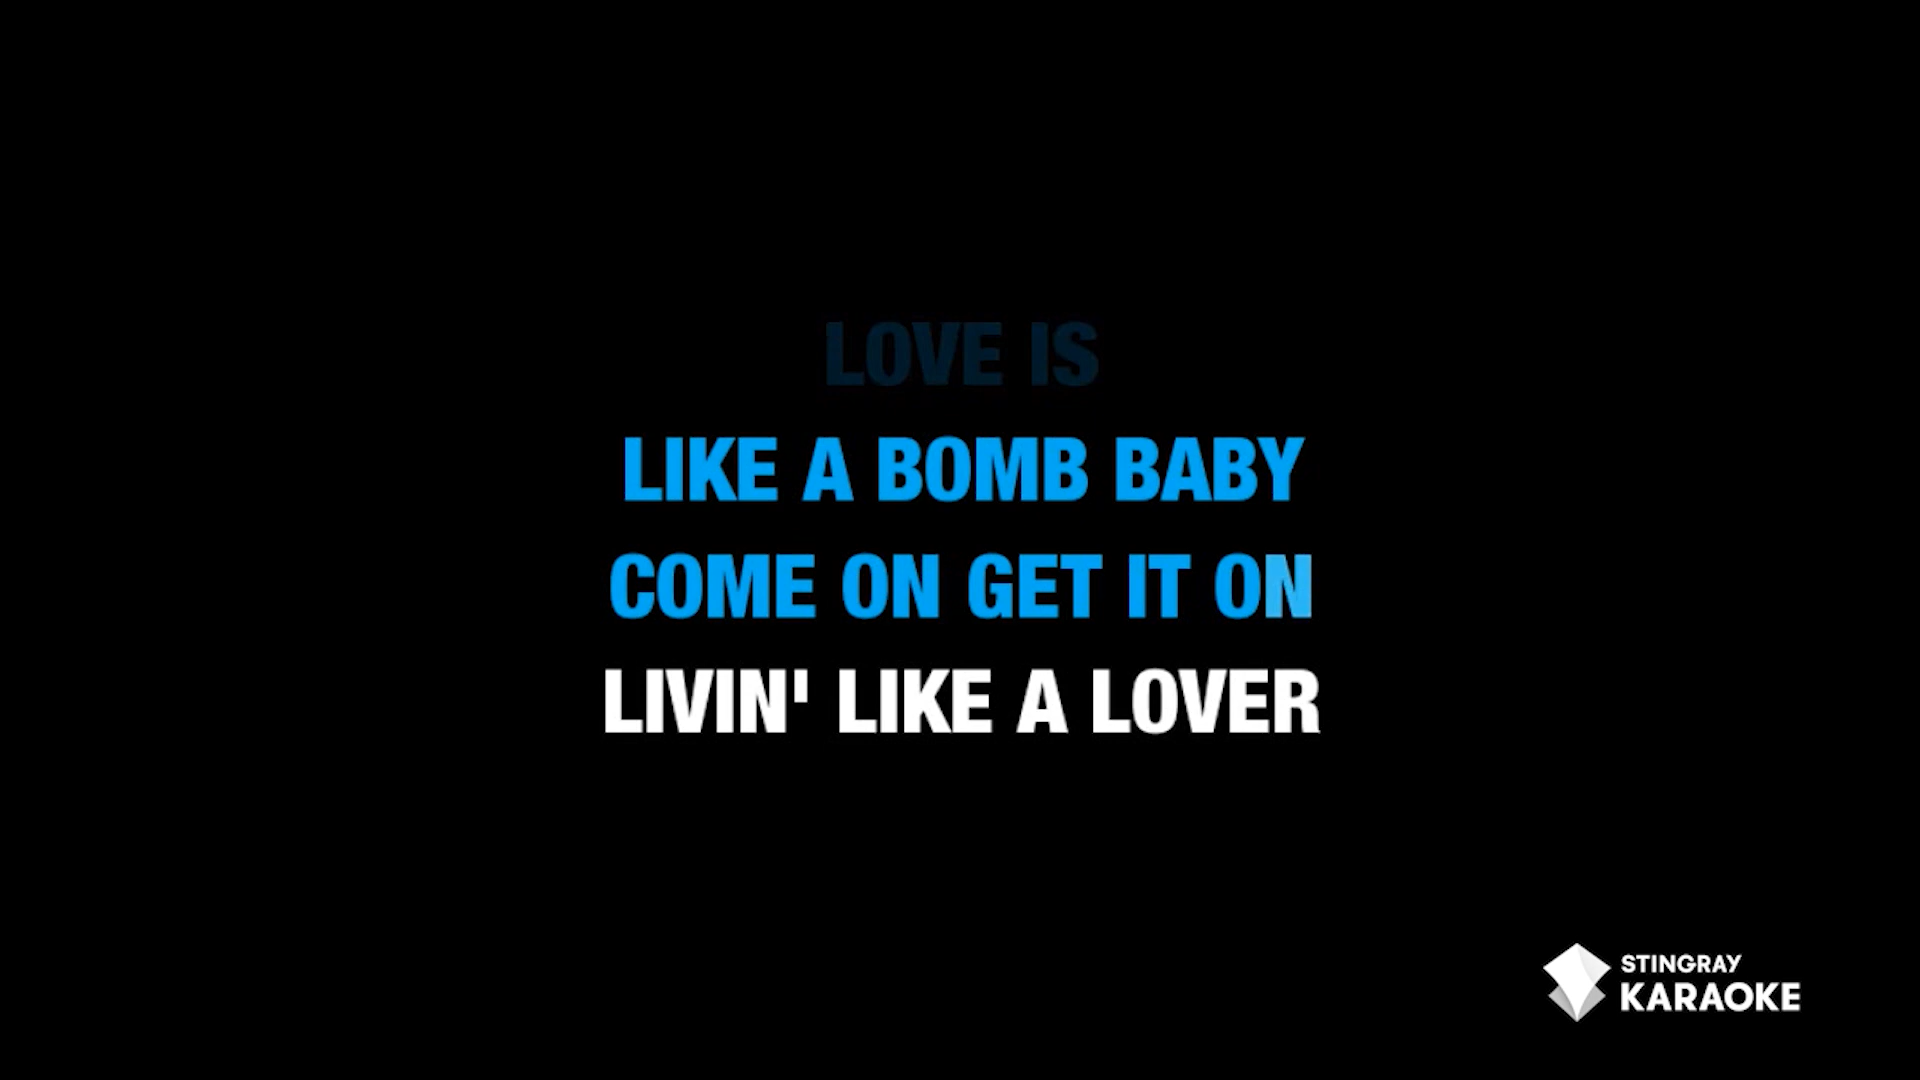 LOVE IS
LIKE A BOMB BABY
COME ON GET IT ON
LIVIN' LIKE A LOVER
STINGRAY
KARAOKE